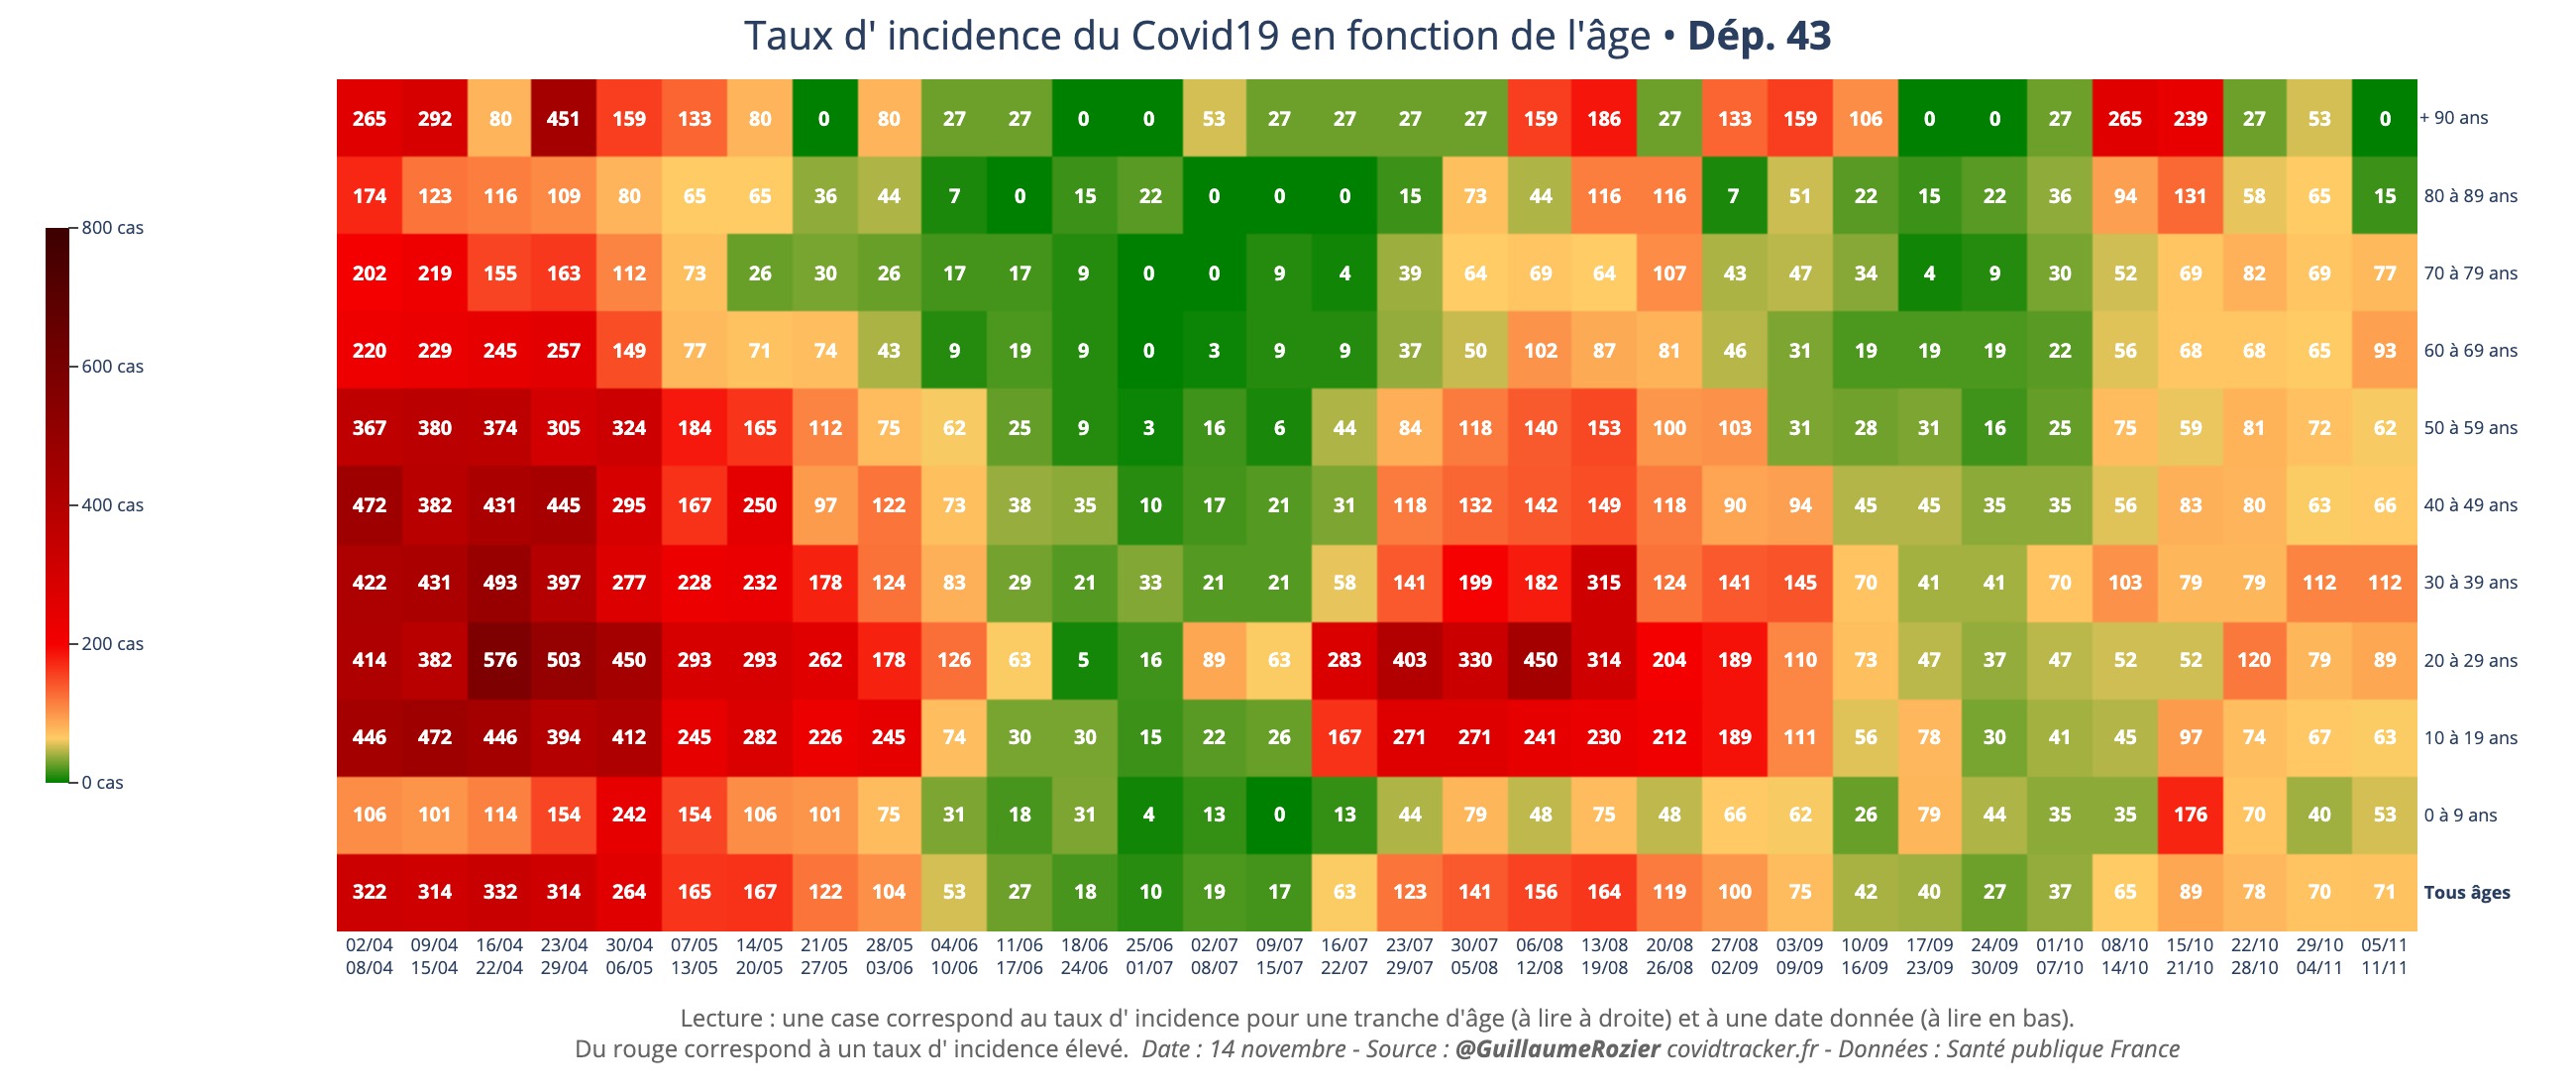 Taux d' incidence du Covid19 en fonction de l'âge • Dép. 43
265 292 80 451 159 133 80 0 80 27 27 0 0 53 27 27 27 27 159 186 27 133 159 106 0 0 27 265 239 27 53 0 + 90 ans
174 123 116 109 80 65 65 36 44 7 0 15 22 0 0 0 15 73 44 116 116 7 51 22 15 22 36 94 131 58 65 15 80 à 89 ans
202 219 155 163 112 73 26 30 26 17 17 9 0 0 9 4 39 64 69 64 107 43 47 34 4 9 30 52 69 82 69 77 70 à 79 ans
220 229 245 257 149 77 71 74 43 9 19 9 0 3 9 9 37 50 102 87 81 46 31 19 19 19 22 56 68 68 65 93 60 à 69 ans
367 380 374 305 324 184 165 112 75 62 25 9 3 16 6 44 84 118 140 153 100 103 31 28 31 16 25 75 59 81 72 62 50 à 59 ans
472 382 431 445 295 167 250 97 122 73 38 35 10 17 21 31 118 132 142 149 118 90 94 45 45 35 35 56 83 80 63 66 40 à 49 ans
422 431 493 397 277 228 232 178 124 83 29 21 33 21 21 58 141 199 182 315 124 141 145 70 41 41 70 103 79 79 112 112 30 à 39 ans
414 382 576 503 450 293 293 262 178 126 63 5 16 89 63 283 403 330 450 314 204 189 110 73 47 37 47 52 52 120 79 89 20 à 29 ans
446 472 446 394 412 245 282 226 245 74 30 30 15 22 26 167 271 271 241 230 212 189 111 56 78 30 41 45 97 74 67 63 10 à 19 ans
106 101 114 154 242 154 106 101 75 31 18 31 4 13 0 13 44 79 48 75 48 66 62 26 79 44 35 35 176 70 40 53 0 à 9 ans
322 314 332 314 264 165 167 122 104 53 27 18 10 19 17 63 123 141 156 164 119 100 75 42 40 27 37 65 89 78 70 71 Tous âges
02/04 09/04 16/04 23/04 30/04 07/05 14/05 21/05 28/05 04/06 11/06 18/06 25/06 02/07 09/07 16/07 23/07 30/07 06/08 13/08 20/08 27/08 03/09 10/09 17/09 24/09 01/10 08/10 15/10 22/10 29/10 05/11
08/04 15/04 22/04 29/04 06/05 13/05 20/05 27/05 03/06 10/06 17/06 24/06 01/07 08/07 15/07 22/07 29/07 05/08 12/08 19/08 26/08 02/09 09/09 16/09 23/09 30/09 07/10 14/10 21/10 28/10 04/11 11/11
800 cas
600 cas
400 cas
200 cas
0 cas
Lecture : une case correspond au taux d' incidence pour une tranche d'âge (à lire à droite) et à une date donnée (à lire en bas).
Du rouge correspond à un taux d' incidence élevé. Date : 14 novembre - Source : @GuillaumeRozier covidtracker.fr - Données : Santé publique France